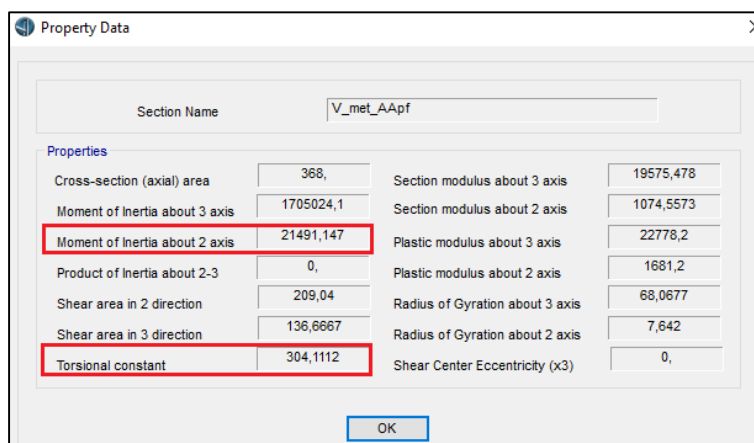 Property Data
Section Name V_met_AApf
Properties
Cross-section (axial) area 368, Section modulus about 3 axis 19575,478
Moment of Inertia about 3 axis 1705024,1 Section modulus about 2 axis 1074,5573
Moment of Inertia about 2 axis 21491,147 Plastic modulus about 3 axis 22778,2
Product of Inertia about 2-3 0, Plastic modulus about 2 axis 1681,2
Shear area in 2 direction 209,04 Radius of Gyration about 3 axis 68,0677
Shear area in 3 direction 136,6667 Radius of Gyration about 2 axis 7,642
Torsional constant 304,1112 Shear Center Eccentricity (x3) 0,
OK